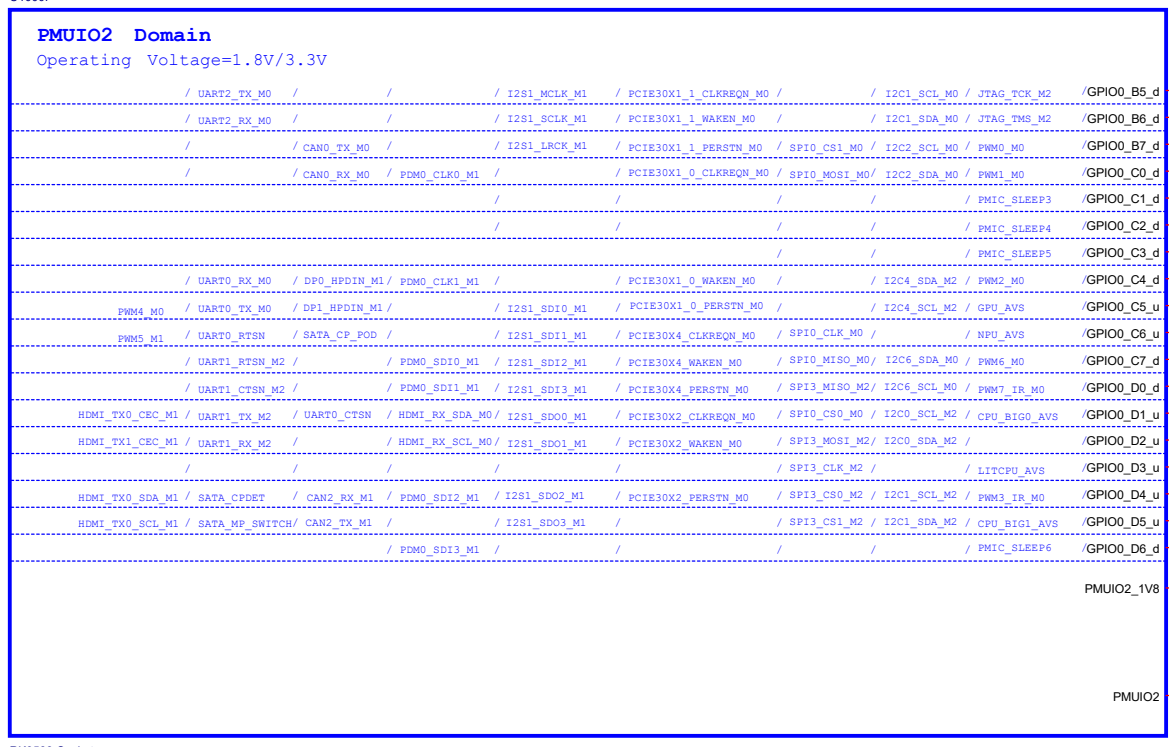 PMUIO2 Domain
Operating Voltage=1.8V/3.3V
/ UART2_TX_M0 / / / I2S1_MCLK_M1 / PCIE30X1_1_CLKREQN_M0 / / I2C1_SCL_M0 / JTAG_TCK_M2 /GPIO0_B5_d
/ UART2_RX_M0 / / / I2S1_SCLK_M1 / PCIE30X1_1_WAKEN_M0 / / I2C1_SDA_M0 / JTAG_TMS_M2 /GPIO0_B6_d
/ / CAN0_TX_M0 / / I2S1_LRCK_M1 / PCIE30X1_1_PERSTN_M0 / SPI0_CS1_M0 / I2C2_SCL_M0 / PWM0_M0 /GPIO0_B7_d
/ / CAN0_RX_M0 / PDM0_CLK0_M1 / / PCIE30X1_0_CLKREQN_M0 / SPI0_MOSI_M0/ I2C2_SDA_M0 / PWM1_M0 /GPIO0_C0_d
/ / / / / PMIC_SLEEP3 /GPIO0_C1_d
/ / / / / PMIC_SLEEP4 /GPIO0_C2_d
/ / / PMIC_SLEEP5 /GPIO0_C3_d
/ UART0_RX_M0 / DP0_HPDIN_M1/ PDM0_CLK1_M1 / / PCIE30X1_0_WAKEN_M0 / / I2C4_SDA_M2 / PWM2_M0 /GPIO0_C4_d
PWM4_M0 / UART0_TX_M0 / DP1_HPDIN_M1/ / I2S1_SDI0_M1 / PCIE30X1_0_PERSTN_M0 / / I2C4_SCL_M2 / GPU_AVS /GPIO0_C5_u
PWM5_M1 / UART0_RTSN / SATA_CP_POD / / I2S1_SDI1_M1 / PCIE30X4_CLKREQN_M0 / SPI0_CLK_M0 / / NPU_AVS /GPIO0_C6_u
/ UART1_RTSN_M2 / / PDM0_SDI0_M1 / I2S1_SDI2_M1 / PCIE30X4_WAKEN_M0 / SPI0_MISO_M0/ I2C6_SDA_M0 / PWM6_M0 /GPIO0_C7_d
/ UART1_CTSN_M2 / / PDM0_SDI1_M1 / I2S1_SDI3_M1 / PCIE30X4_PERSTN_M0 / SPI3_MISO_M2/ I2C6_SCL_M0 / PWM7_IR_M0 /GPIO0_D0_d
HDMI_TX0_CEC_M1 / UART1_TX_M2 / UART0_CTSN / HDMI_RX_SDA_M0/ I2S1_SDO0_M1 / PCIE30X2_CLKREQN_M0 / SPI0_CS0_M0 / I2C0_SCL_M2 / CPU_BIG0_AVS /GPIO0_D1_u
HDMI_TX1_CEC_M1 / UART1_RX_M2 / / HDMI_RX_SCL_M0/ I2S1_SDO1_M1 / PCIE30X2_WAKEN_M0 / SPI3_MOSI_M2/ I2C0_SDA_M2 / /GPIO0_D2_u
/ / / / / / SPI3_CLK_M2 / / LITCPU_AVS /GPIO0_D3_u
HDMI_TX0_SDA_M1 / SATA_CPDET / CAN2_RX_M1 / PDM0_SDI2_M1 / I2S1_SDO2_M1 / PCIE30X2_PERSTN_M0 / SPI3_CS0_M2 / I2C1_SCL_M2 / PWM3_IR_M0 /GPIO0_D4_u
HDMI_TX0_SCL_M1 / SATA_MP_SWITCH/ CAN2_TX_M1 / / I2S1_SDO3_M1 / / SPI3_CS1_M2 / I2C1_SDA_M2 / CPU_BIG1_AVS /GPIO0_D5_u
/ PDM0_SDI3_M1 / / / / / PMIC_SLEEP6 /GPIO0_D6_d
PMUIO2_1V8
PMUIO2